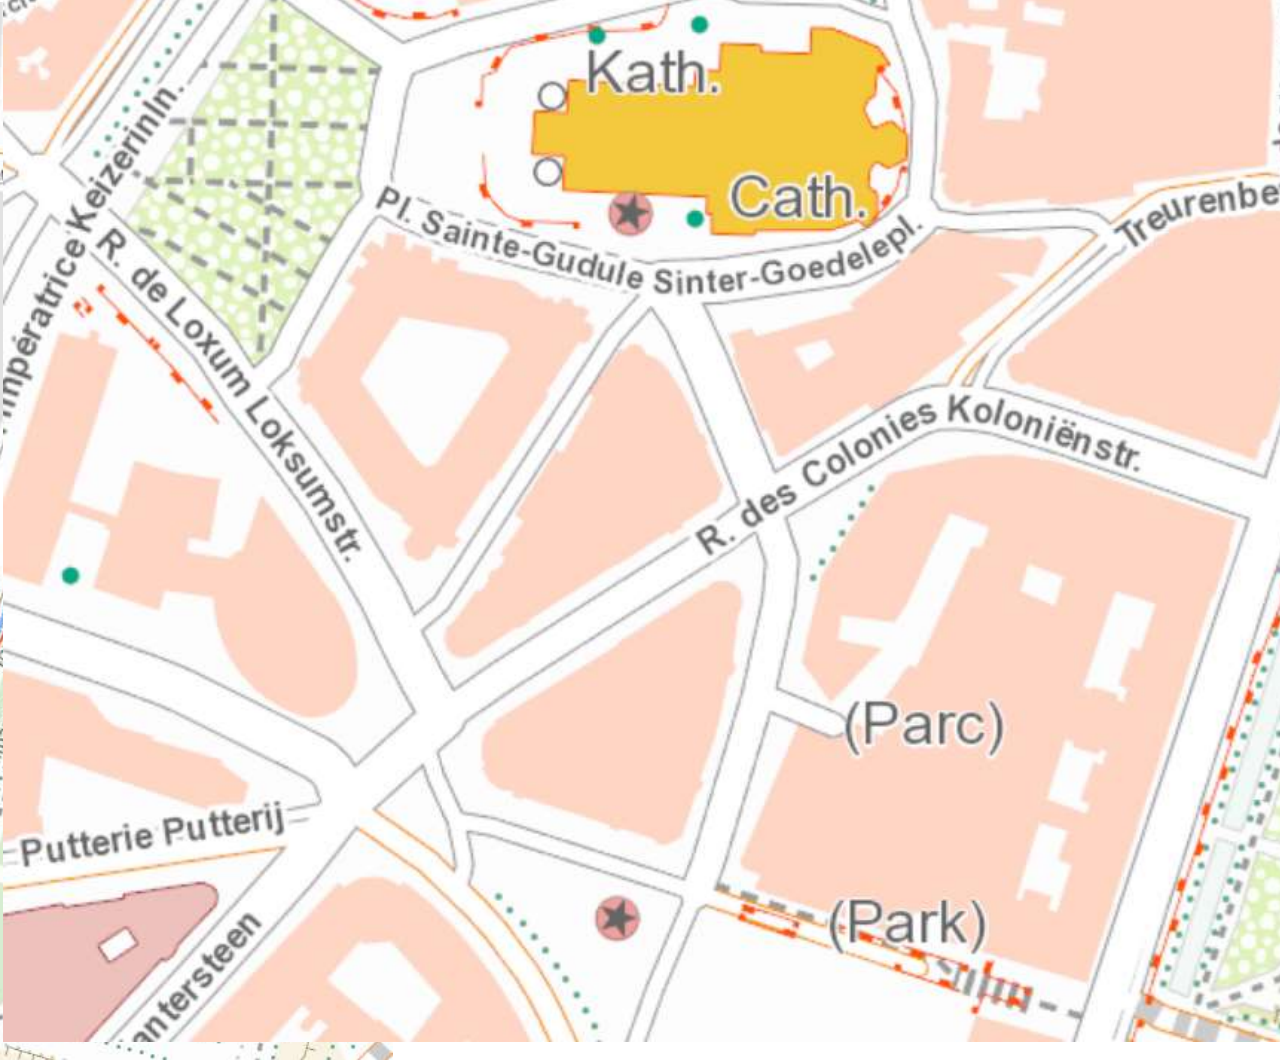 Kath.
Keizerinln.
Cath.
Pl. Sainte-Gudule Sinter-Goedelepl.
Treurenbe
R. de Loxum Loksumstr.
Impératrice
R. des Colonies Koloniënstr.
(Parc)
Putterie Putterij
(Park)
antersteen